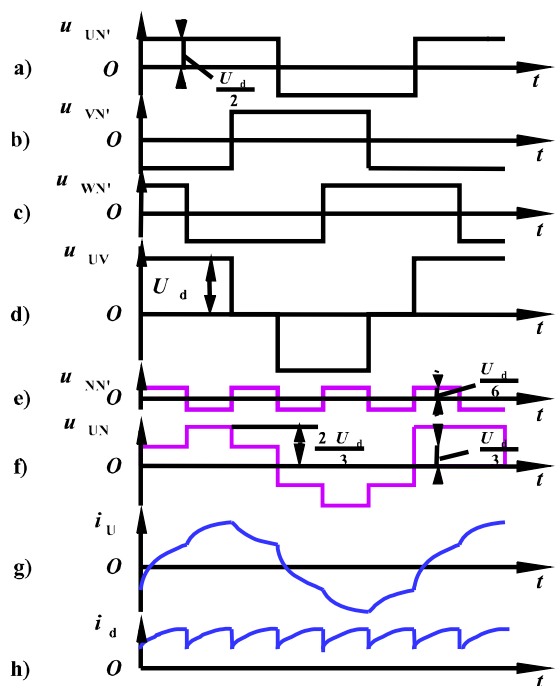 u UN'
a) O U d / 2 t
u VN'
b) O t
u WN'
c) O t
u UV
U d
d) O t
u NN' U d / 6
e) O t
u UN 2 U d / 3 U d / 3
f) O t
i U
g) O t
i d
h) O t